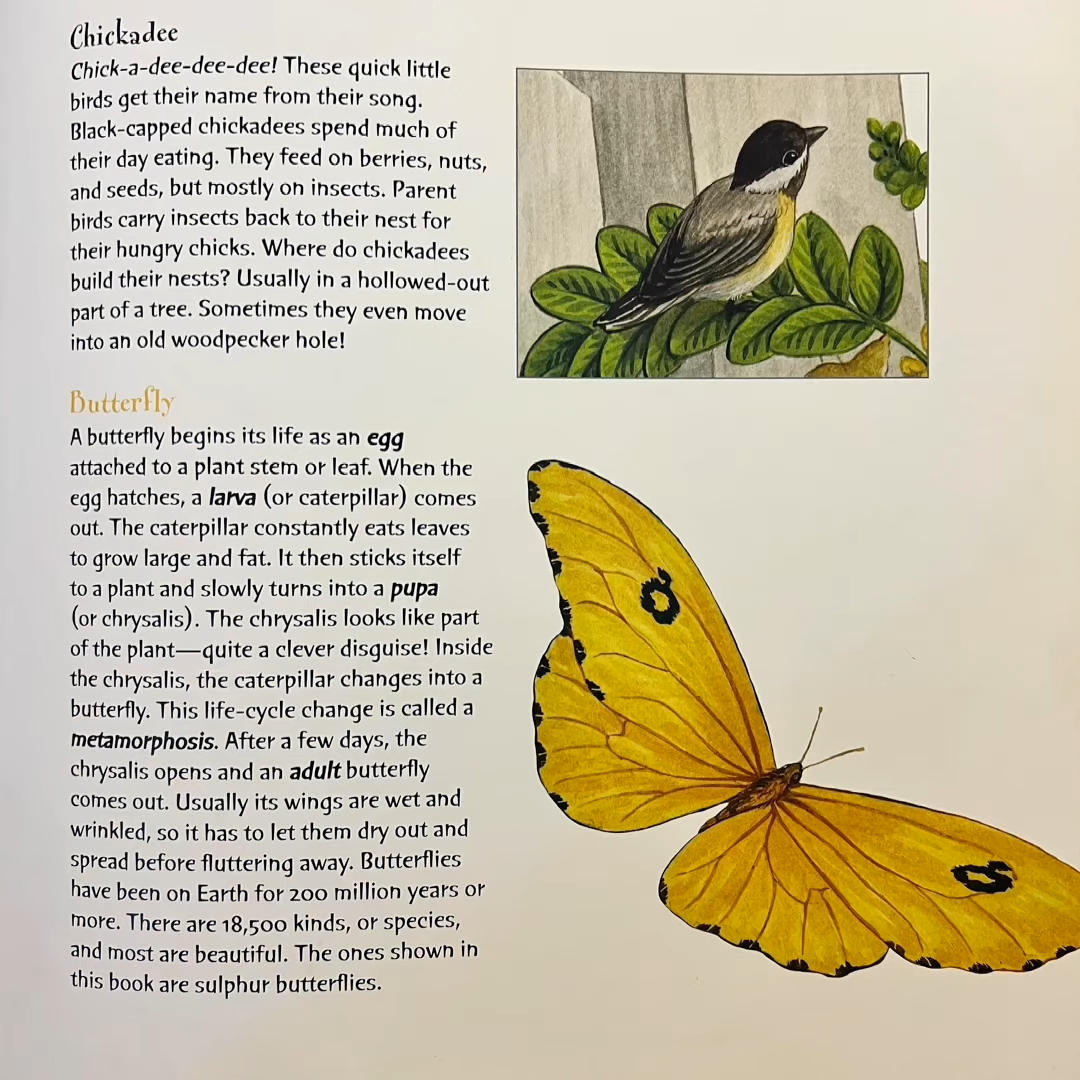 Chickadee
Chick-a-dee-dee-dee! These quick little
birds get their name from their song.
Black-capped chickadees spend much of
their day eating. They feed on berries, nuts,
and seeds, but mostly on insects. Parent
birds carry insects back to their nest for
their hungry chicks. Where do chickadees
build their nests? Usually in a hollowed-out
part of a tree. Sometimes they even move
into an old woodpecker hole!
Butterfly
A butterfly begins its life as an egg
attached to a plant stem or leaf. When the
egg hatches, a larva (or caterpillar) comes
out. The caterpillar constantly eats leaves
to grow large and fat. It then sticks itself
to a plant and slowly turns into a pupa
(or chrysalis). The chrysalis looks like part
of the plant—quite a clever disguise! Inside
the chrysalis, the caterpillar changes into a
butterfly. This life-cycle change is called a
metamorphosis. After a few days, the
chrysalis opens and an adult butterfly
comes out. Usually its wings are wet and
wrinkled, so it has to let them dry out and
spread before fluttering away. Butterflies
have been on Earth for 200 million years or
more. There are 18,500 kinds, or species,
and most are beautiful. The ones shown in
this book are sulphur butterflies.